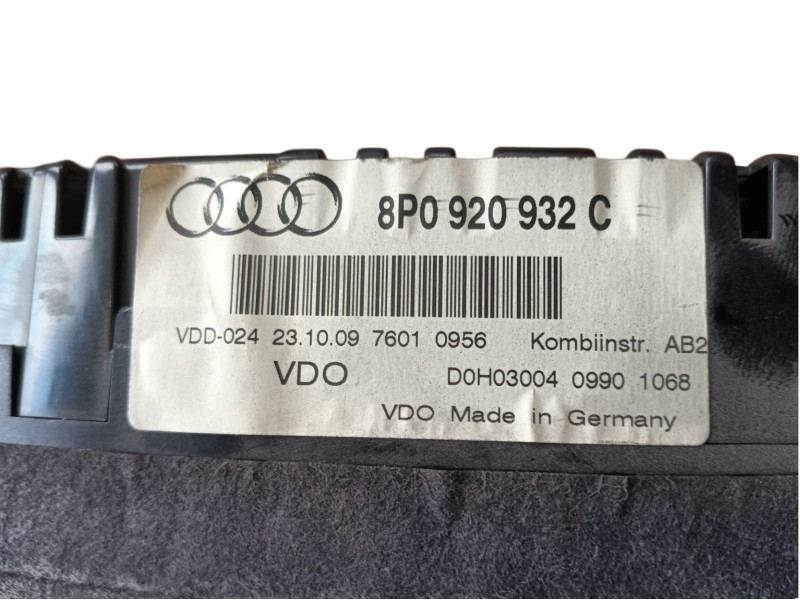 8P0 920 932 C
VDD-024 23.10.09 7601 0956 Kombiinstr. AB2
VDO D0H03004 0990 1068
VDO Made in Germany